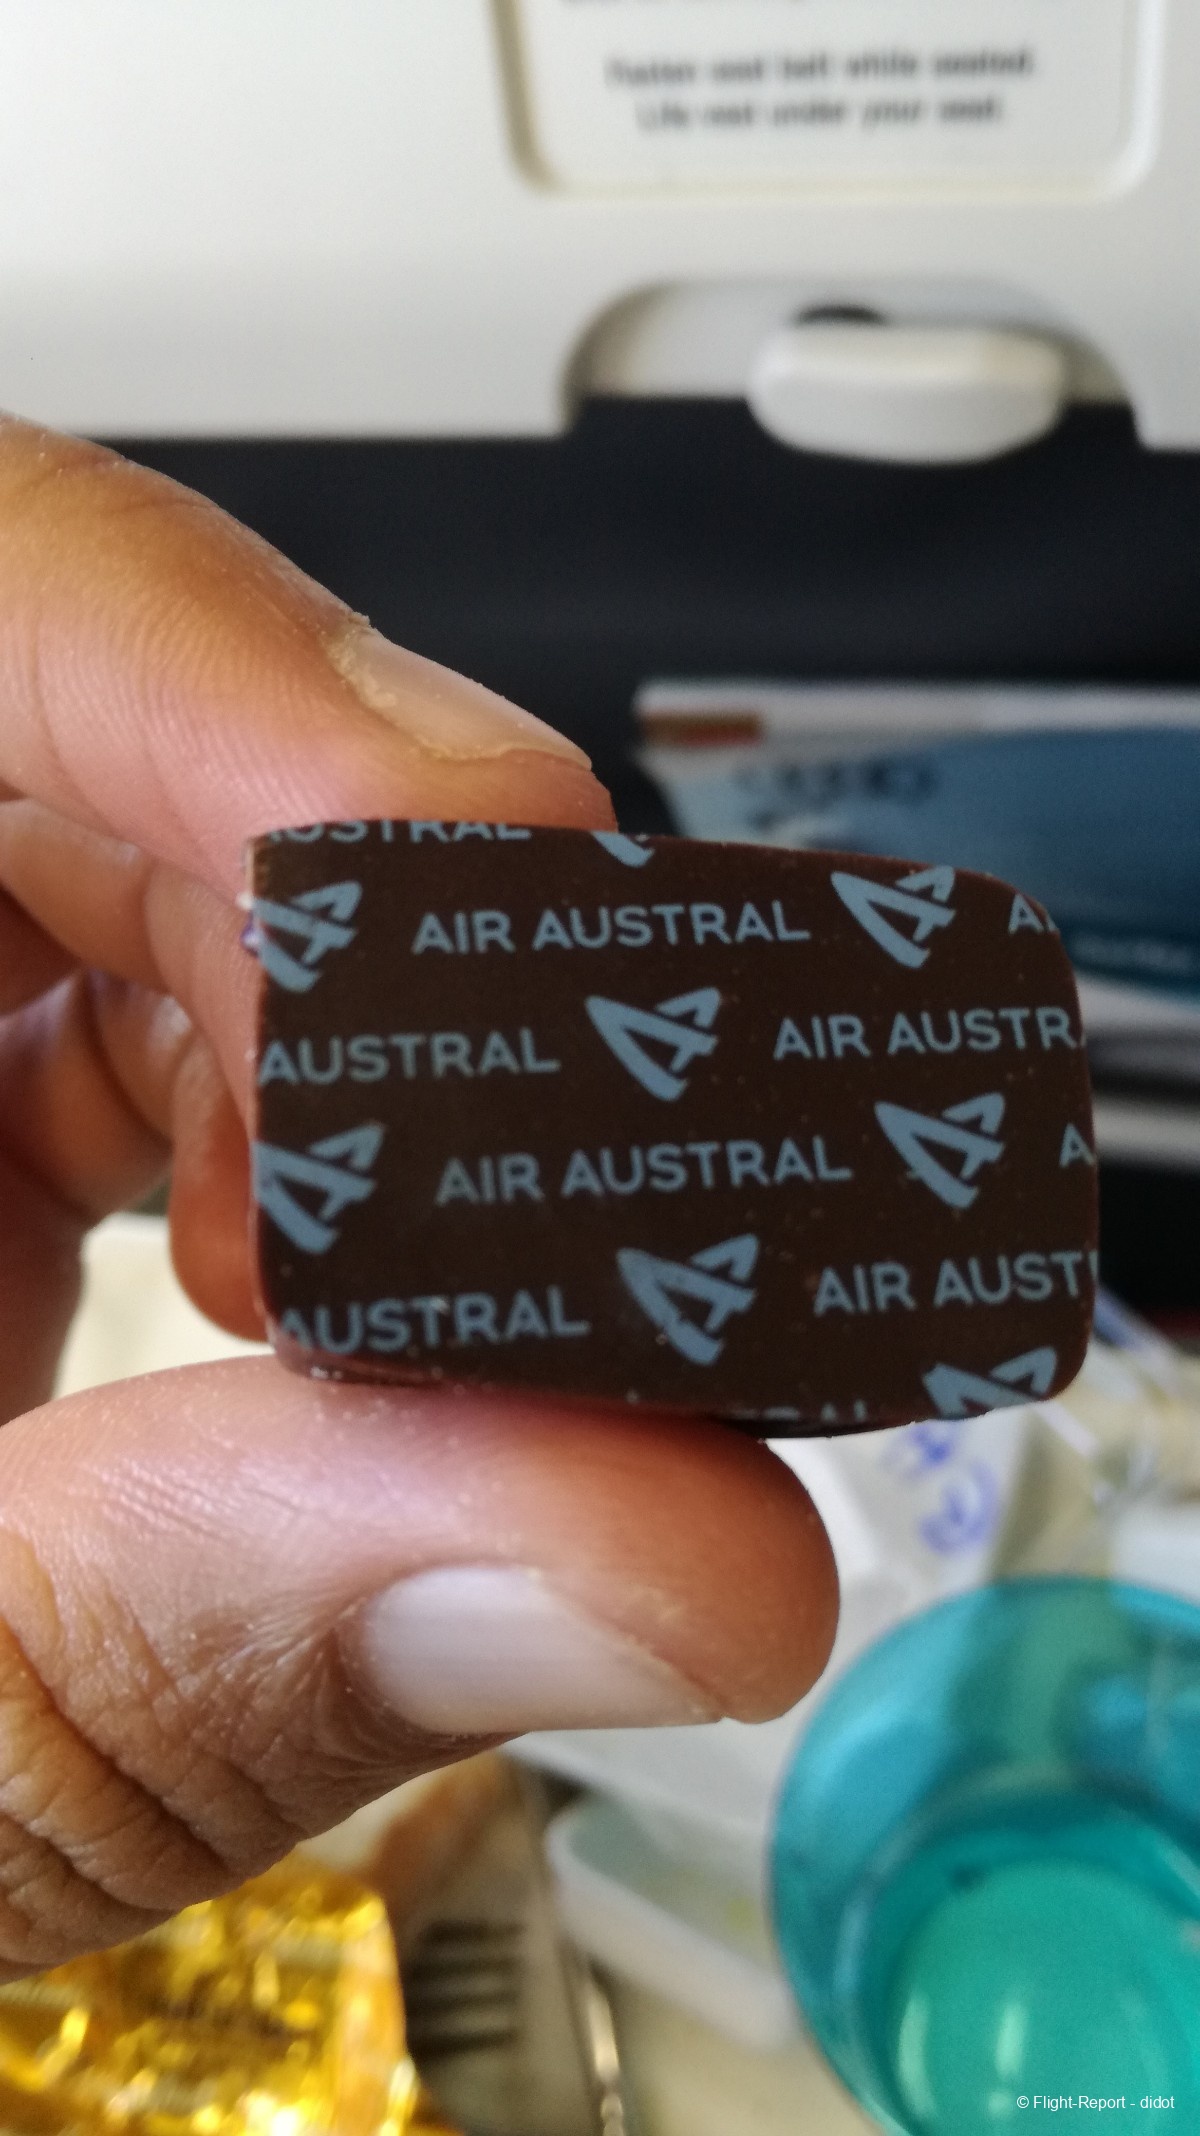 Fasten seat belt while seated.
Life vest under your seat.
AUSTRAL
AIR AUSTRAL A
AUSTRAL AIR AUSTR
AIR AUSTRAL A
AUSTRAL AIR AUST
© Flight-Report - didot